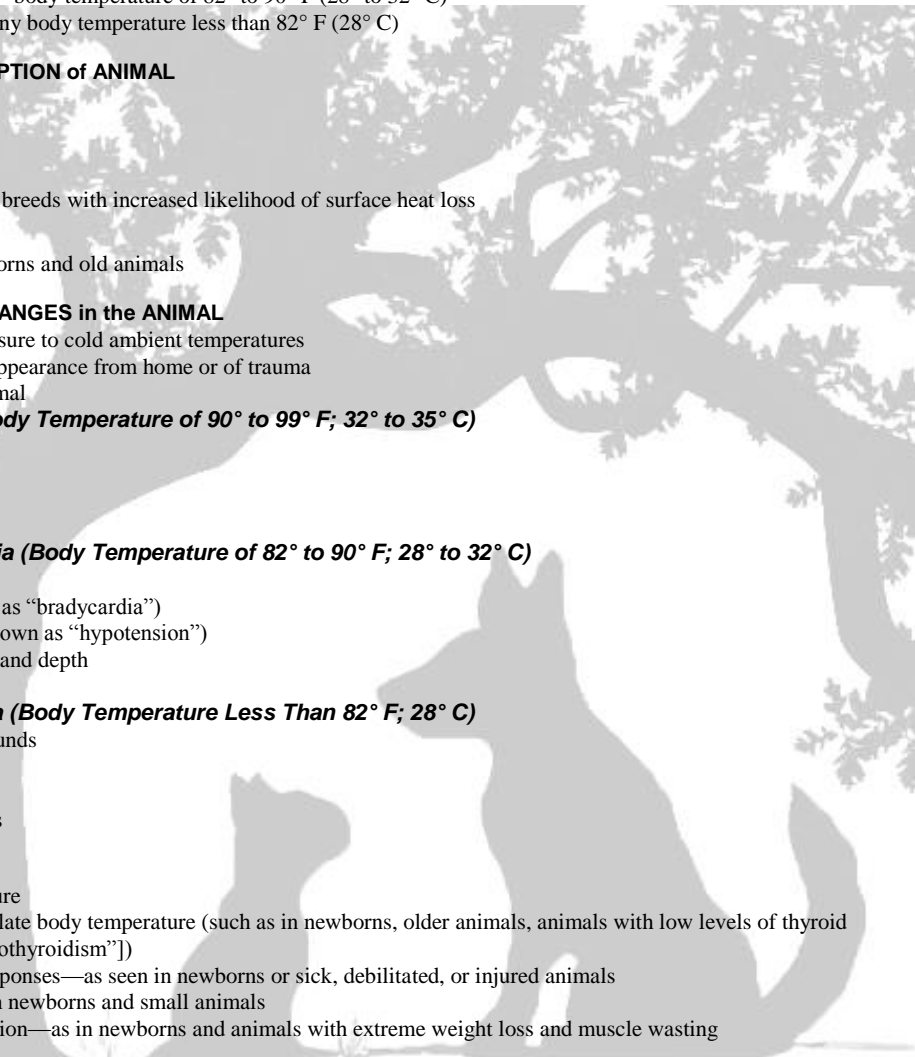 body temperature of 82° to 90° F (28° to 32° C)
ny body temperature less than 82° F (28° C)
PTION of ANIMAL
breeds with increased likelihood of surface heat loss
orns and old animals
ANGES in the ANIMAL
sure to cold ambient temperatures
ppearance from home or of trauma
mal
ody Temperature of 90° to 99° F; 32° to 35° C)
ia (Body Temperature of 82° to 90° F; 28° to 32° C)
as “bradycardia”)
own as “hypotension”)
and depth
a (Body Temperature Less Than 82° F; 28° C)
unds
s
ure
late body temperature (such as in newborns, older animals, animals with low levels of thyroid
othyroidism”])
ponses—as seen in newborns or sick, debilitated, or injured animals
n newborns and small animals
ion—as in newborns and animals with extreme weight loss and muscle wasting